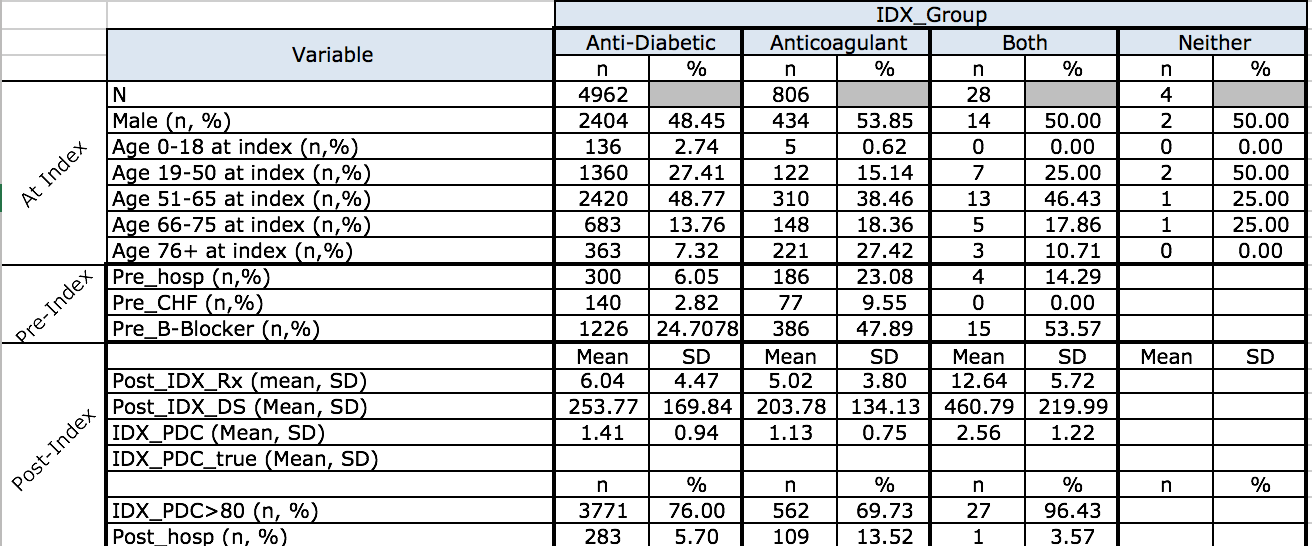 IDX_Group
Variable Anti-Diabetic Anticoagulant Both Neither
n % n % n % n %
At Index
N 4962 806 28 4
Male (n, %) 2404 48.45 434 53.85 14 50.00 2 50.00
Age 0-18 at index (n,%) 136 2.74 5 0.62 0 0.00 0 0.00
Age 19-50 at index (n,%) 1360 27.41 122 15.14 7 25.00 2 50.00
Age 51-65 at index (n,%) 2420 48.77 310 38.46 13 46.43 1 25.00
Age 66-75 at index (n,%) 683 13.76 148 18.36 5 17.86 1 25.00
Age 76+ at index (n,%) 363 7.32 221 27.42 3 10.71 0 0.00
Pre-Index
Pre_hosp (n,%) 300 6.05 186 23.08 4 14.29
Pre_CHF (n,%) 140 2.82 77 9.55 0 0.00
Pre_B-Blocker (n,%) 1226 24.7078 386 47.89 15 53.57
Post-Index
Mean SD Mean SD Mean SD Mean SD
Post_IDX_Rx (mean, SD) 6.04 4.47 5.02 3.80 12.64 5.72
Post_IDX_DS (Mean, SD) 253.77 169.84 203.78 134.13 460.79 219.99
IDX_PDC (Mean, SD) 1.41 0.94 1.13 0.75 2.56 1.22
IDX_PDC_true (Mean, SD)
n % n % n % n %
IDX_PDC>80 (n, %) 3771 76.00 562 69.73 27 96.43
Post_hosp (n, %) 283 5.70 109 13.52 1 3.57